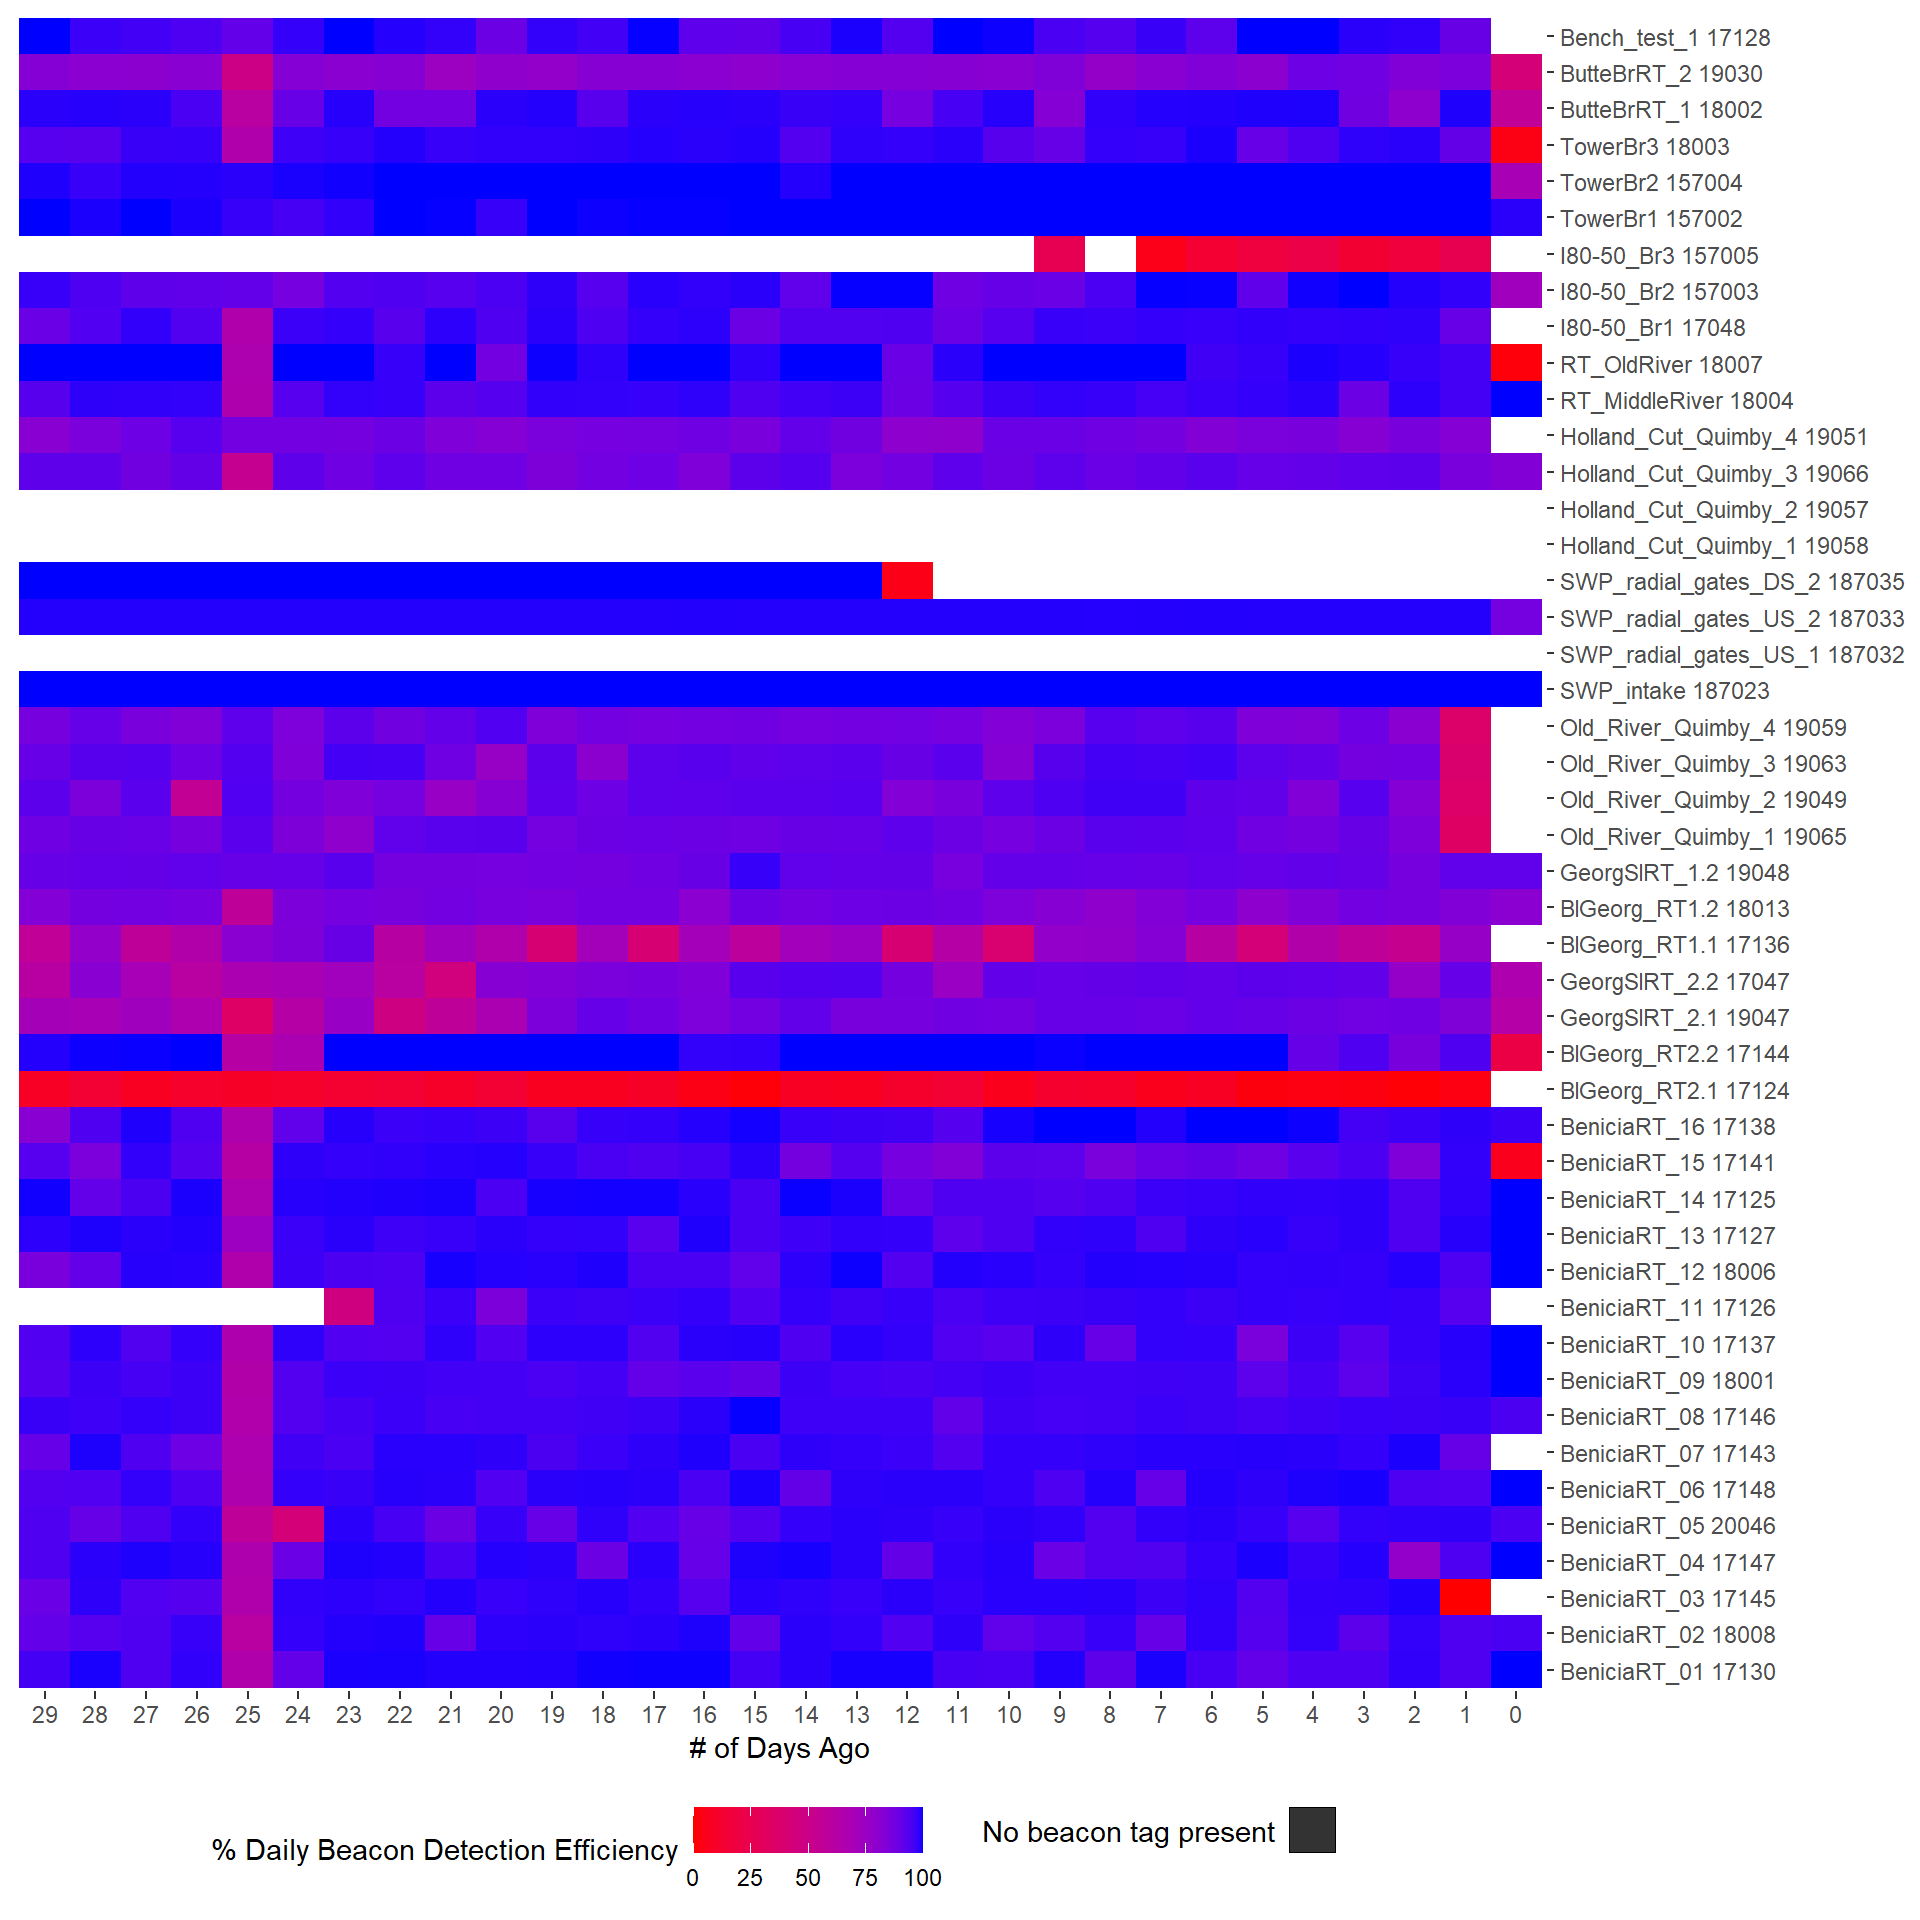 Bench_test_1 17128
ButteBrRT_2 19030
ButteBrRT_1 18002
TowerBr3 18003
TowerBr2 157004
TowerBr1 157002
I80-50_Br3 157005
I80-50_Br2 157003
I80-50_Br1 17048
RT_OldRiver 18007
RT_MiddleRiver 18004
Holland_Cut_Quimby_4 19051
Holland_Cut_Quimby_3 19066
Holland_Cut_Quimby_2 19057
Holland_Cut_Quimby_1 19058
SWP_radial_gates_DS_2 187035
SWP_radial_gates_US_2 187033
SWP_radial_gates_US_1 187032
SWP_intake 187023
Old_River_Quimby_4 19059
Old_River_Quimby_3 19063
Old_River_Quimby_2 19049
Old_River_Quimby_1 19065
GeorgSlRT_1.2 19048
BlGeorg_RT1.2 18013
BlGeorg_RT1.1 17136
GeorgSlRT_2.2 17047
GeorgSlRT_2.1 19047
BlGeorg_RT2.2 17144
BlGeorg_RT2.1 17124
BeniciaRT_16 17138
BeniciaRT_15 17141
BeniciaRT_14 17125
BeniciaRT_13 17127
BeniciaRT_12 18006
BeniciaRT_11 17126
BeniciaRT_10 17137
BeniciaRT_09 18001
BeniciaRT_08 17146
BeniciaRT_07 17143
BeniciaRT_06 17148
BeniciaRT_05 20046
BeniciaRT_04 17147
BeniciaRT_03 17145
BeniciaRT_02 18008
BeniciaRT_01 17130
29 28 27 26 25 24 23 22 21 20 19 18 17 16 15 14 13 12 11 10 9 8 7 6 5 4 3 2 1 0
# of Days Ago
% Daily Beacon Detection Efficiency
0 25 50 75 100
No beacon tag present